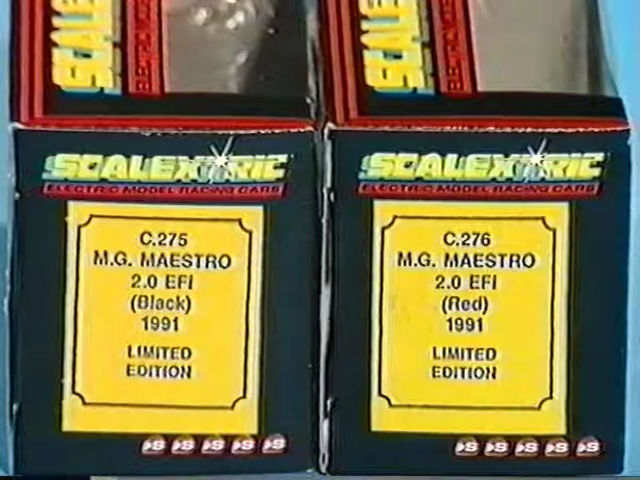 SCALEXTRIC
ELECTRIC MODEL RACING CARS
C.275
M.G. MAESTRO
2.0 EFI
(Black)
1991
LIMITED
EDITION
SCALEXTRIC
ELECTRIC MODEL RACING CARS
C.276
M.G. MAESTRO
2.0 EFI
(Red)
1991
LIMITED
EDITION